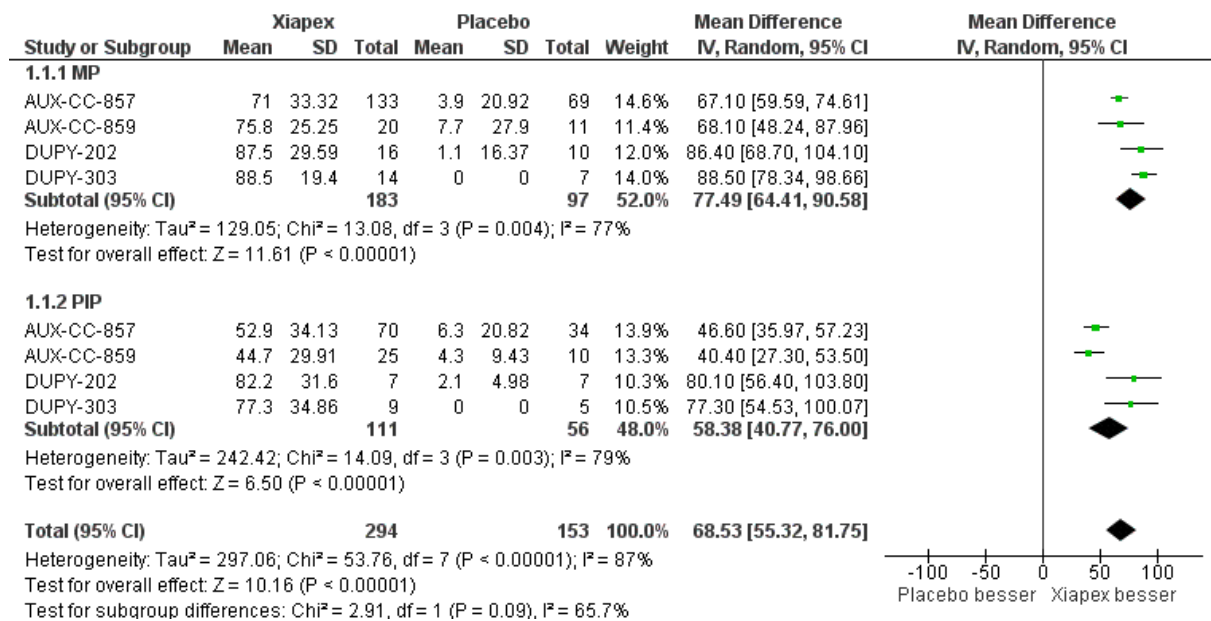 Xiapex Placebo Mean Difference Mean Difference
Study or Subgroup Mean SD Total Mean SD Total Weight IV, Random, 95% CI IV, Random, 95% CI
1.1.1 MP
AUX-CC-857 71 33.32 133 3.9 20.92 69 14.6% 67.10 [59.59, 74.61]
AUX-CC-859 75.8 25.25 20 7.7 27.9 11 11.4% 68.10 [48.24, 87.96]
DUPY-202 87.5 29.59 16 1.1 16.37 10 12.0% 86.40 [68.70, 104.10]
DUPY-303 88.5 19.4 14 0 0 7 14.0% 88.50 [78.34, 98.66]
Subtotal (95% CI) 183 97 52.0% 77.49 [64.41, 90.58]
Heterogeneity: Tau² = 129.05; Chi² = 13.08, df = 3 (P = 0.004); I² = 77%
Test for overall effect: Z = 11.61 (P < 0.00001)
1.1.2 PIP
AUX-CC-857 52.9 34.13 70 6.3 20.82 34 13.9% 46.60 [35.97, 57.23]
AUX-CC-859 44.7 29.91 25 4.3 9.43 10 13.3% 40.40 [27.30, 53.50]
DUPY-202 82.2 31.6 7 2.1 4.98 7 10.3% 80.10 [56.40, 103.80]
DUPY-303 77.3 34.86 9 0 0 5 10.5% 77.30 [54.53, 100.07]
Subtotal (95% CI) 111 56 48.0% 58.38 [40.77, 76.00]
Heterogeneity: Tau² = 242.42; Chi² = 14.09, df = 3 (P = 0.003); I² = 79%
Test for overall effect: Z = 6.50 (P < 0.00001)
Total (95% CI) 294 153 100.0% 68.53 [55.32, 81.75]
Heterogeneity: Tau² = 297.06; Chi² = 53.76, df = 7 (P < 0.00001); I² = 87%
Test for overall effect: Z = 10.16 (P < 0.00001)
Test for subgroup differences: Chi² = 2.91, df = 1 (P = 0.09), I² = 65.7%
-100 -50 0 50 100
Placebo besser Xiapex besser